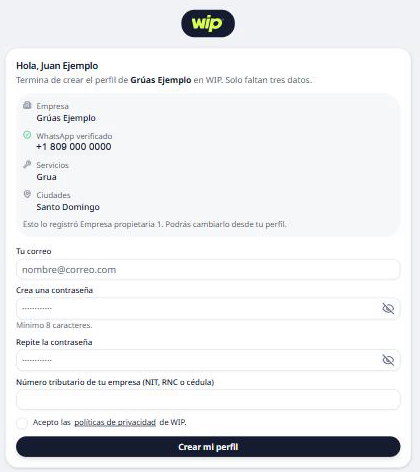 wip
Hola, Juan Ejemplo
Termina de crear el perfil de Grúas Ejemplo en WIP. Solo faltan tres datos.
Empresa
Grúas Ejemplo
WhatsApp verificado
+1 809 000 0000
Servicios
Grua
Ciudades
Santo Domingo
Esto lo registró Empresa propietaria 1. Podrás cambiarlo desde tu perfil.
Tu correo
nombre@correo.com
Crea una contraseña
············
Mínimo 8 caracteres.
Repite la contraseña
············
Número tributario de tu empresa (NIT, RNC o cédula)
Acepto las políticas de privacidad de WIP.
Crear mi perfil